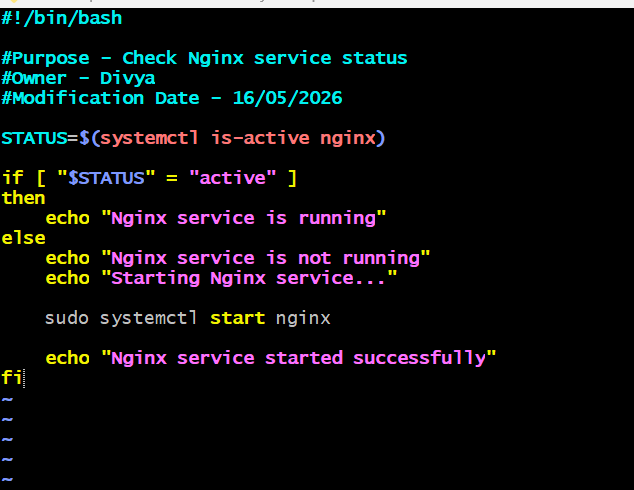 #!/bin/bash

#Purpose - Check Nginx service status
#Owner - Divya
#Modification Date - 16/05/2026

STATUS=$(systemctl is-active nginx)

if [ "$STATUS" = "active" ]
then
    echo "Nginx service is running"
else
    echo "Nginx service is not running"
    echo "Starting Nginx service..."

    sudo systemctl start nginx

    echo "Nginx service started successfully"
fi
~
~
~
~
~